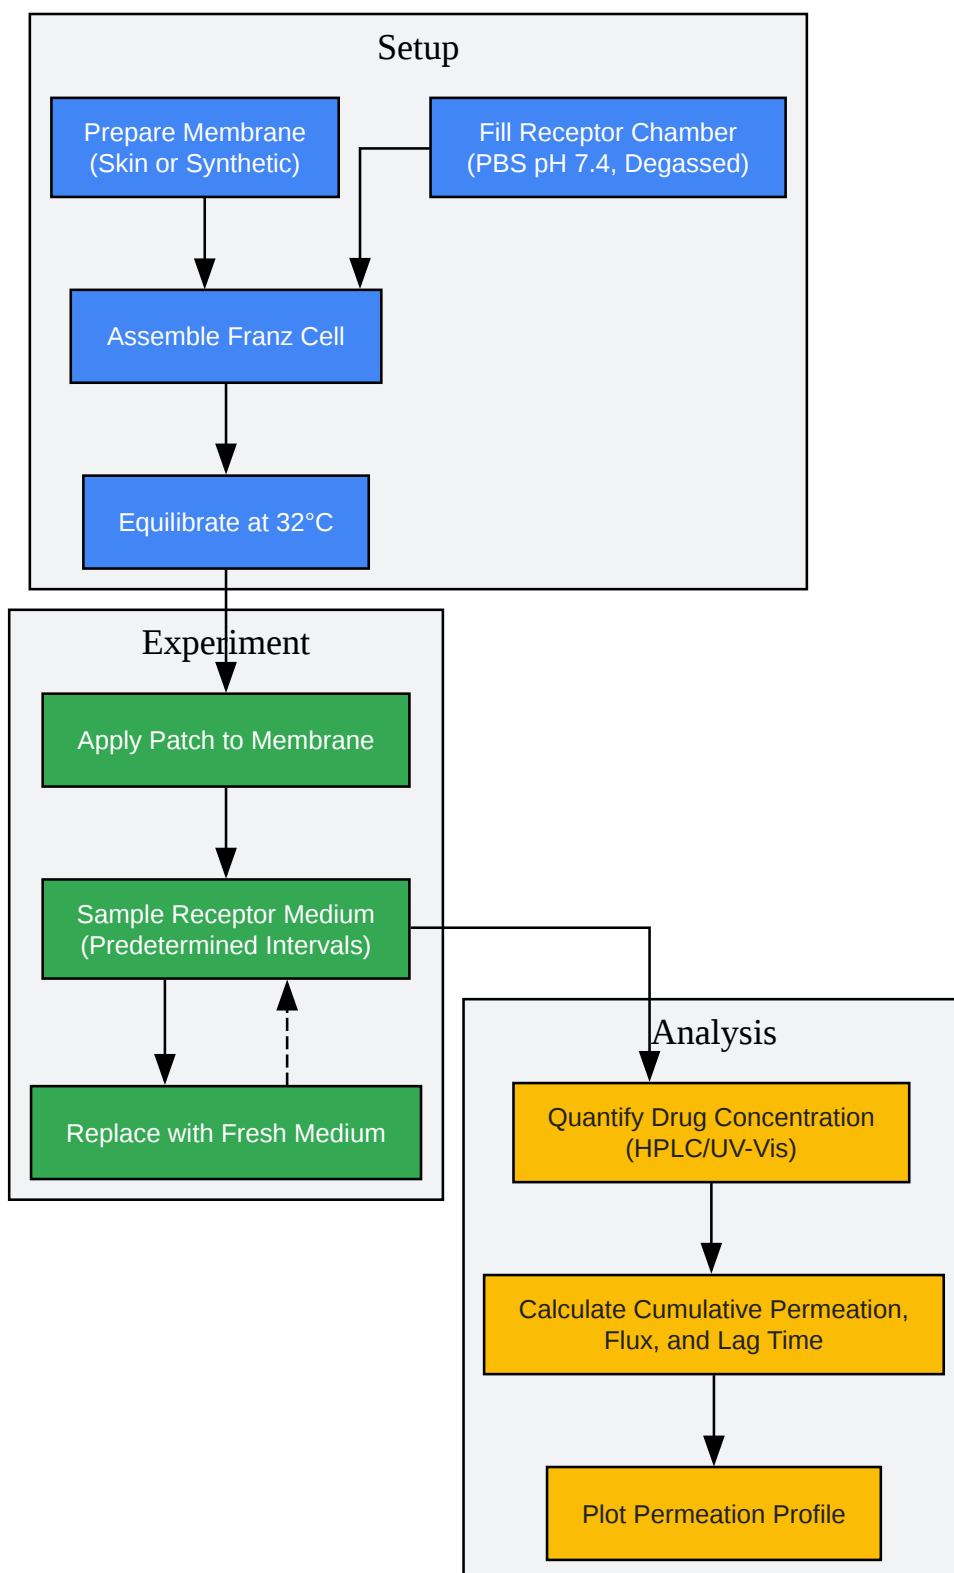 Setup
Prepare Membrane
(Skin or Synthetic)
Fill Receptor Chamber
(PBS pH 7.4, Degassed)
Assemble Franz Cell
Equilibrate at 32°C
Experiment
Apply Patch to Membrane
Sample Receptor Medium
(Predetermined Intervals)
Replace with Fresh Medium
Analysis
Quantify Drug Concentration
(HPLC/UV-Vis)
Calculate Cumulative Permeation,
Flux, and Lag Time
Plot Permeation Profile